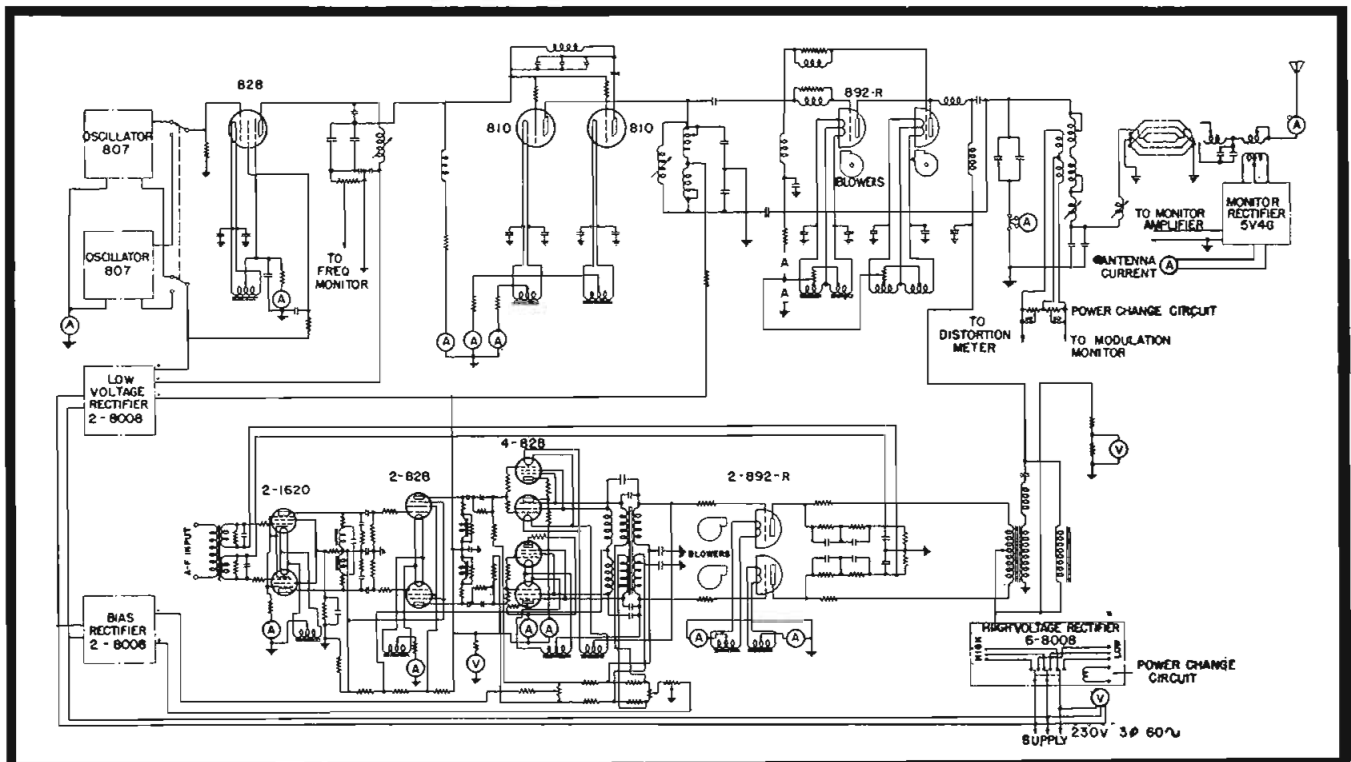 828
OSCILLATOR
807
OSCILLATOR
807
A
A
TO
FREQ
MONITOR
810
810
A
A
A
892-R
BLOWERS
A
A
A
TO MONITOR
AMPLIFIER
MONITOR
RECTIFIER
5V4G
A
ANTENNA
CURRENT
A
POWER CHANGE CIRCUIT
TO
DISTORTION
METER
TO MODULATION
MONITOR
LOW
VOLTAGE
RECTIFIER
2-8008
V
2-1620
2-828
4-828
2-892-R
A-F INPUT
BLOWERS
BIAS
RECTIFIER
2-8008
A
A
V
A
A
A
A
HIGH VOLTAGE RECTIFIER
6-8008
HIGH
LOW
POWER CHANGE
CIRCUIT
V
SUPPLY
230V 3Ø 60~